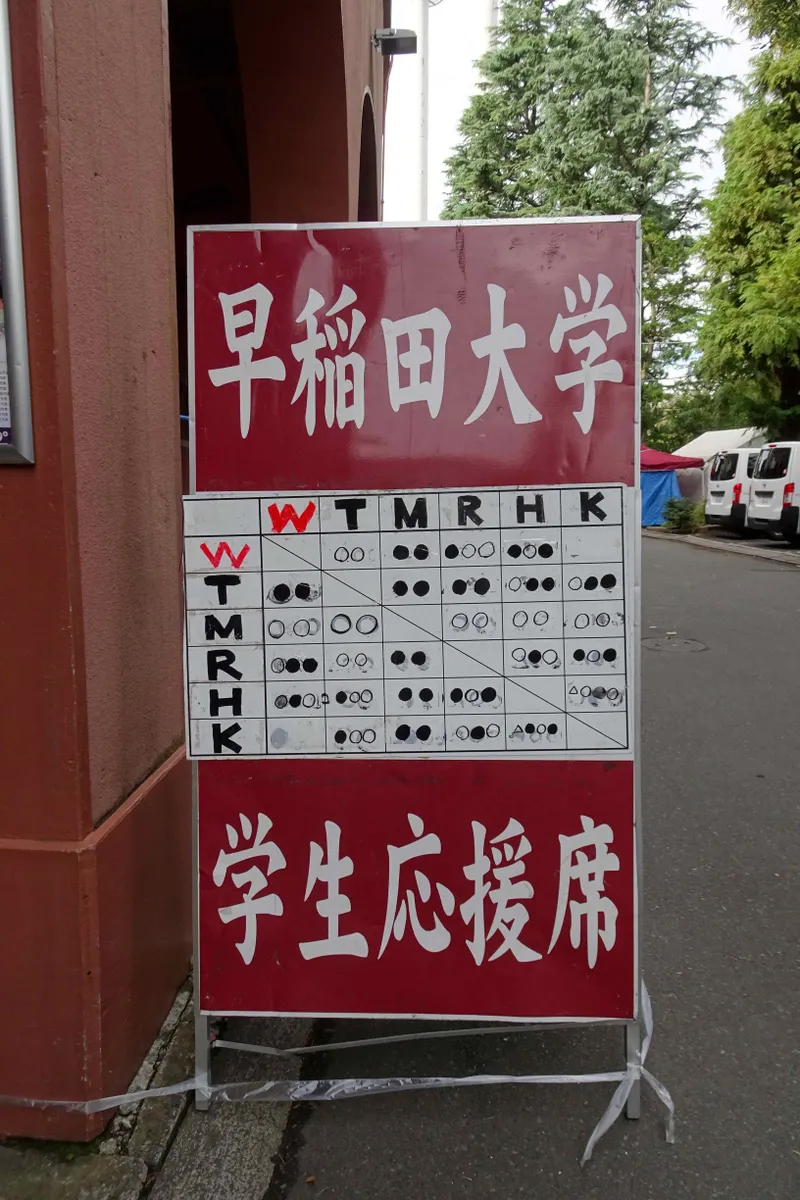 早稲田大学
W T M R H K
W ○○ ●● ●○○ ●○●
T ●● ●● ●●● ○●● ○●●
M ○○○ ○○ ○○ ○○ ○○○
R ○●● ○○ ●● ○●○ ●○●
H ●○○ ●● ●○● △○○○
K ●○○ ●● ○●○ △●○●
学生応援席